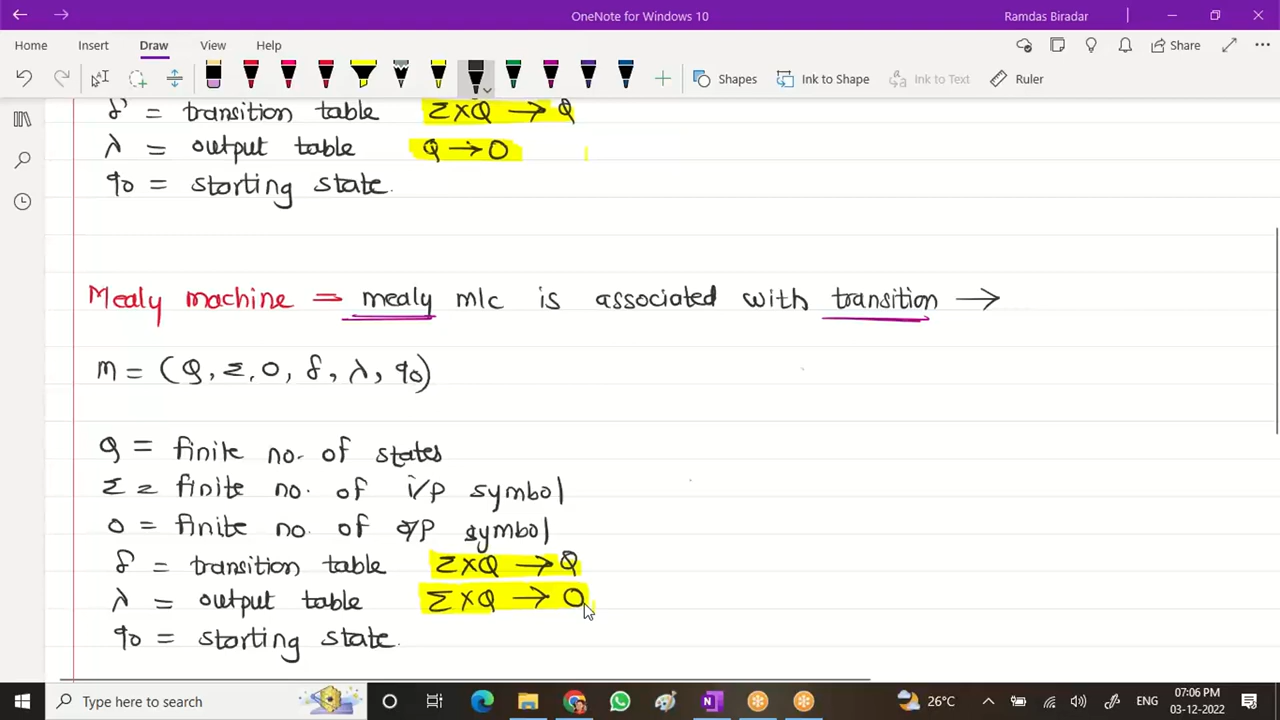 OneNote for Windows 10
Ramdas Biradar
Home Insert Draw View Help
Share
Shapes Ink to Shape Ink to Text Ruler
δ = transition table Σ×Q → Q
λ = output table Q → O
q0 = starting state.
Mealy machine = mealy m/c is associated with transition →
M = (Q, Σ, O, δ, λ, q0)
Q = finite no. of states
Σ = finite no. of i/p symbol
O = finite no. of o/p symbol
δ = transition table Σ×Q → Q
λ = output table Σ×Q → O
q0 = starting state.
Type here to search
26°C
ENG
07:06 PM
03-12-2022